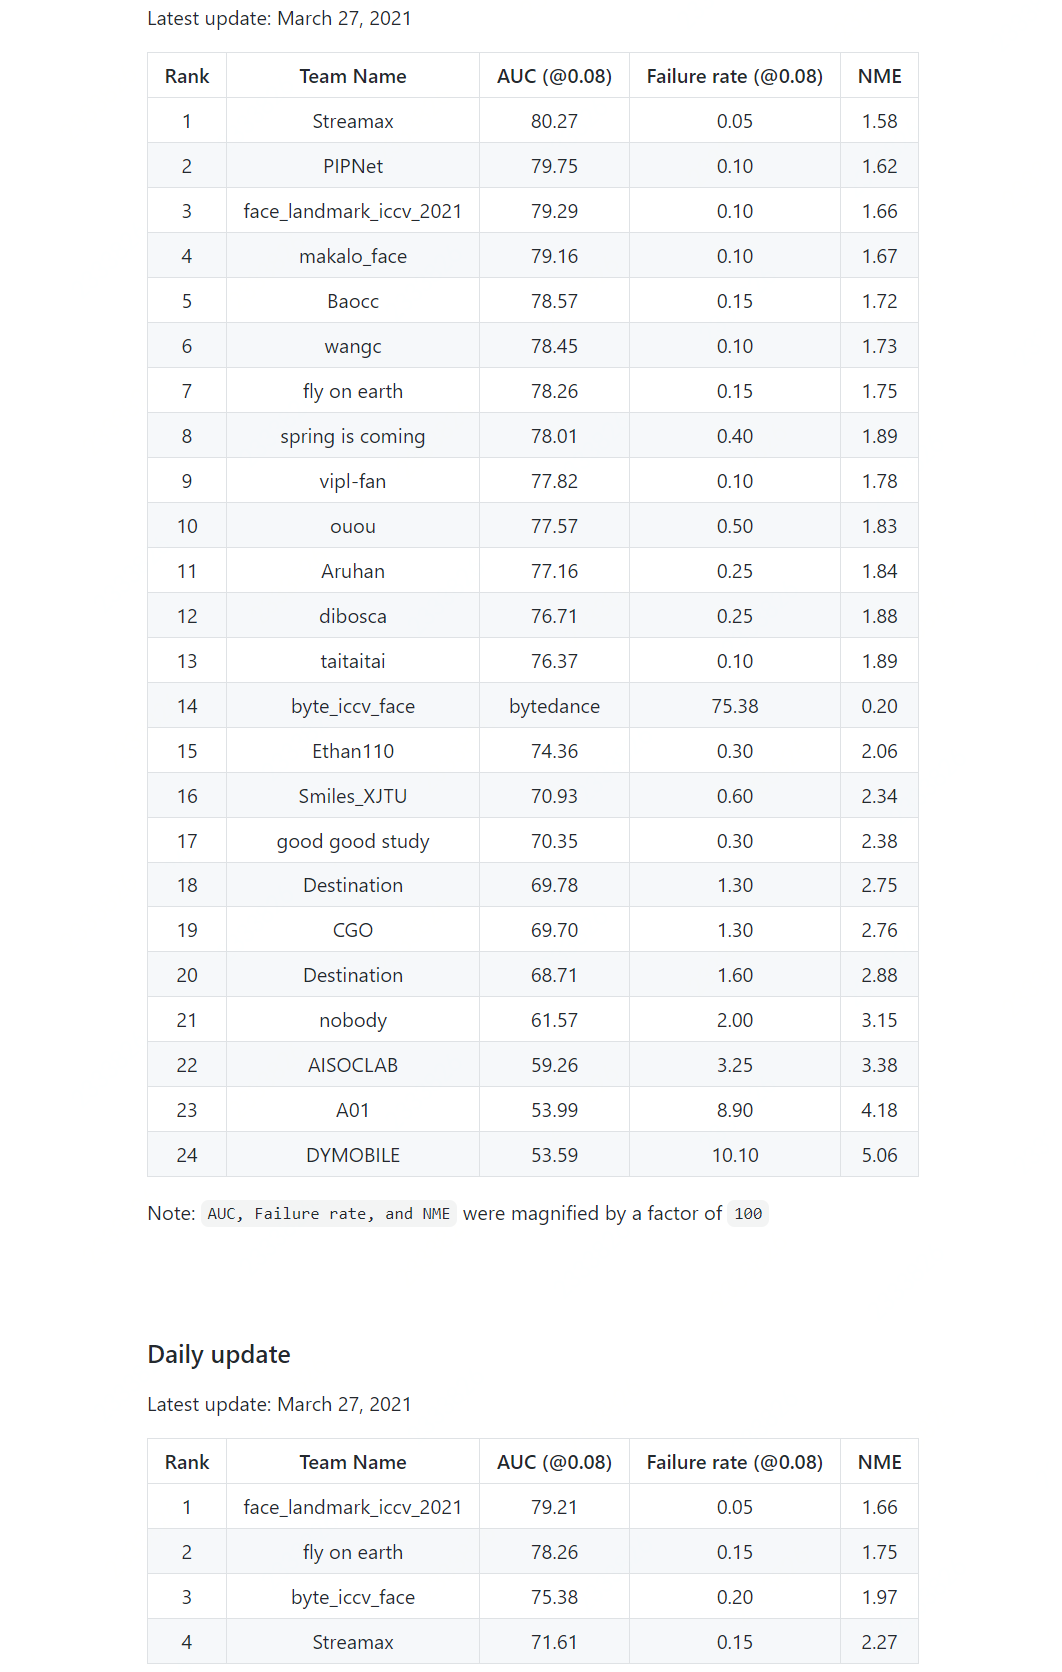 Latest update: March 27, 2021
Rank Team Name AUC (@0.08) Failure rate (@0.08) NME
1 Streamax 80.27 0.05 1.58
2 PIPNet 79.75 0.10 1.62
3 face_landmark_iccv_2021 79.29 0.10 1.66
4 makalo_face 79.16 0.10 1.67
5 Baocc 78.57 0.15 1.72
6 wangc 78.45 0.10 1.73
7 fly on earth 78.26 0.15 1.75
8 spring is coming 78.01 0.40 1.89
9 vipl-fan 77.82 0.10 1.78
10 ouou 77.57 0.50 1.83
11 Aruhan 77.16 0.25 1.84
12 dibosca 76.71 0.25 1.88
13 taitaitai 76.37 0.10 1.89
14 byte_iccv_face bytedance 75.38 0.20
15 Ethan110 74.36 0.30 2.06
16 Smiles_XJTU 70.93 0.60 2.34
17 good good study 70.35 0.30 2.38
18 Destination 69.78 1.30 2.75
19 CGO 69.70 1.30 2.76
20 Destination 68.71 1.60 2.88
21 nobody 61.57 2.00 3.15
22 AISOCLAB 59.26 3.25 3.38
23 A01 53.99 8.90 4.18
24 DYMOBILE 53.59 10.10 5.06
Note: AUC, Failure rate, and NME were magnified by a factor of 100
Daily update
Latest update: March 27, 2021
Rank Team Name AUC (@0.08) Failure rate (@0.08) NME
1 face_landmark_iccv_2021 79.21 0.05 1.66
2 fly on earth 78.26 0.15 1.75
3 byte_iccv_face 75.38 0.20 1.97
4 Streamax 71.61 0.15 2.27